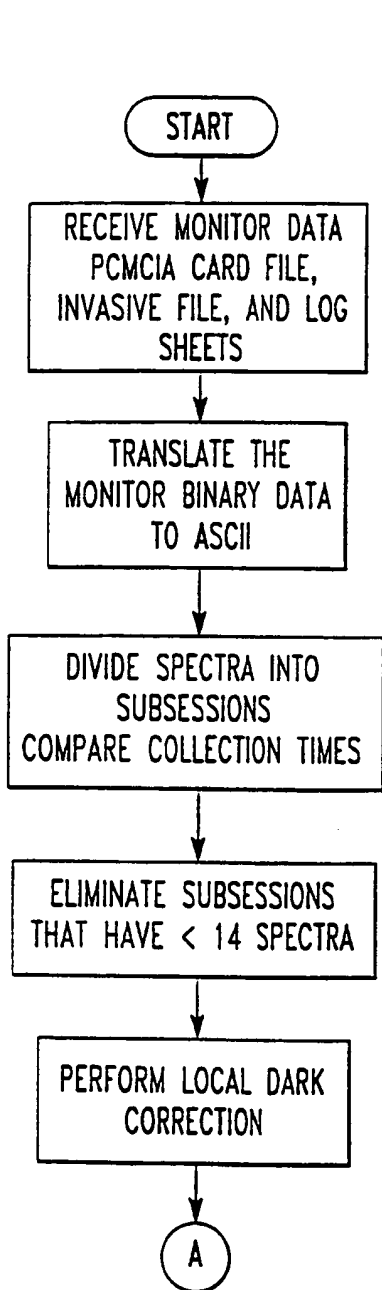 START
RECEIVE MONITOR DATA
PCMCIA CARD FILE,
INVASIVE FILE, AND LOG
SHEETS
TRANSLATE THE
MONITOR BINARY DATA
TO ASCII
DIVIDE SPECTRA INTO
SUBSESSIONS
COMPARE COLLECTION TIMES
ELIMINATE SUBSESSIONS
THAT HAVE < 14 SPECTRA
PERFORM LOCAL DARK
CORRECTION
A